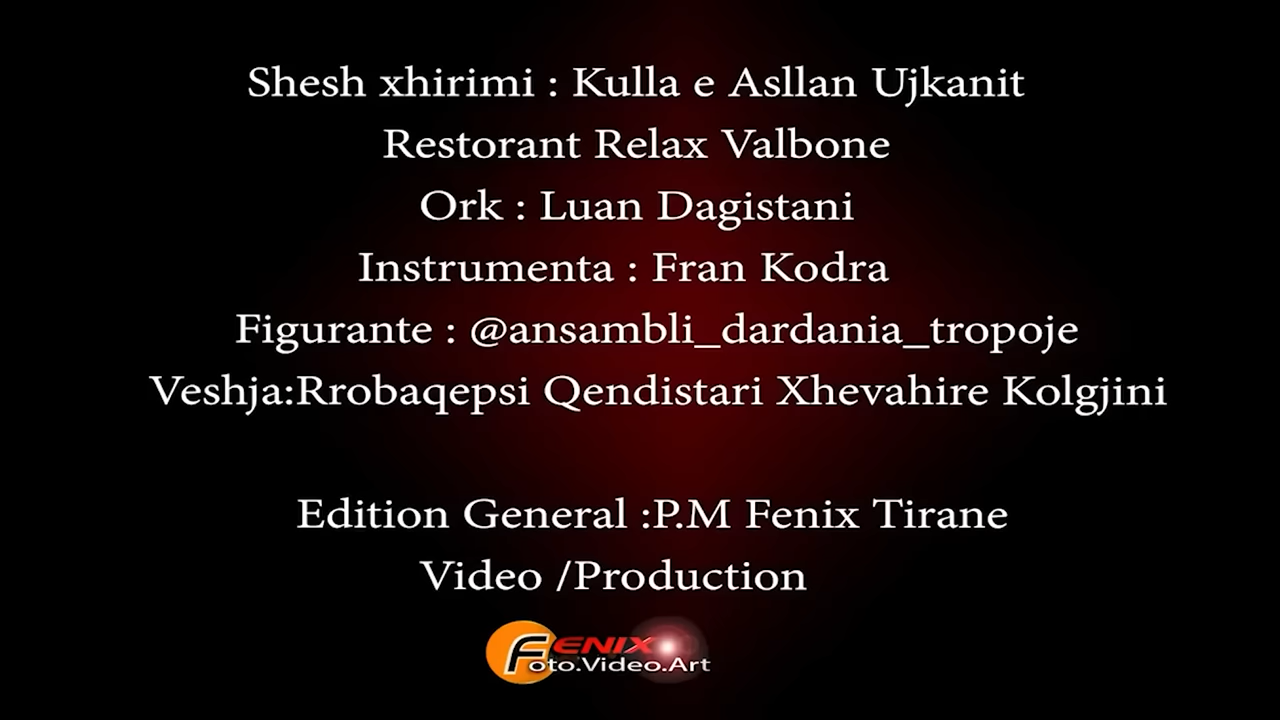 Shesh xhirimi : Kulla e Asllan Ujkanit
Restorant Relax Valbone
Ork : Luan Dagistani
Instrumenta : Fran Kodra
Figurante : @ansambli_dardania_tropoje
Veshja:Rrobaqepsi Qendistari Xhevahire Kolgjini
Edition General :P.M Fenix Tirane
Video /Production
FENIX
Foto.Video.Art